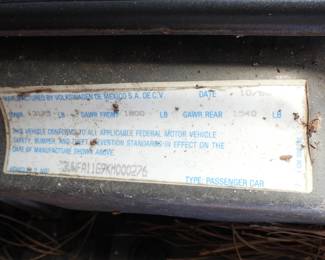 MANUFACTURED BY VOLKSWAGEN DE MEXICO S.A. DE C.V. DATE
LB GAWR FRONT 1800 LB GAWR REAR 1540 LB
THIS VEHICLE CONFORMS TO ALL APPLICABLE FEDERAL MOTOR VEHICLE
SAFETY, BUMPER, AND THEFT PREVENTION STANDARDS IN EFFECT ON THE
DATE OF MANUFACTURE SHOWN ABOVE.
TYPE: PASSENGER CAR